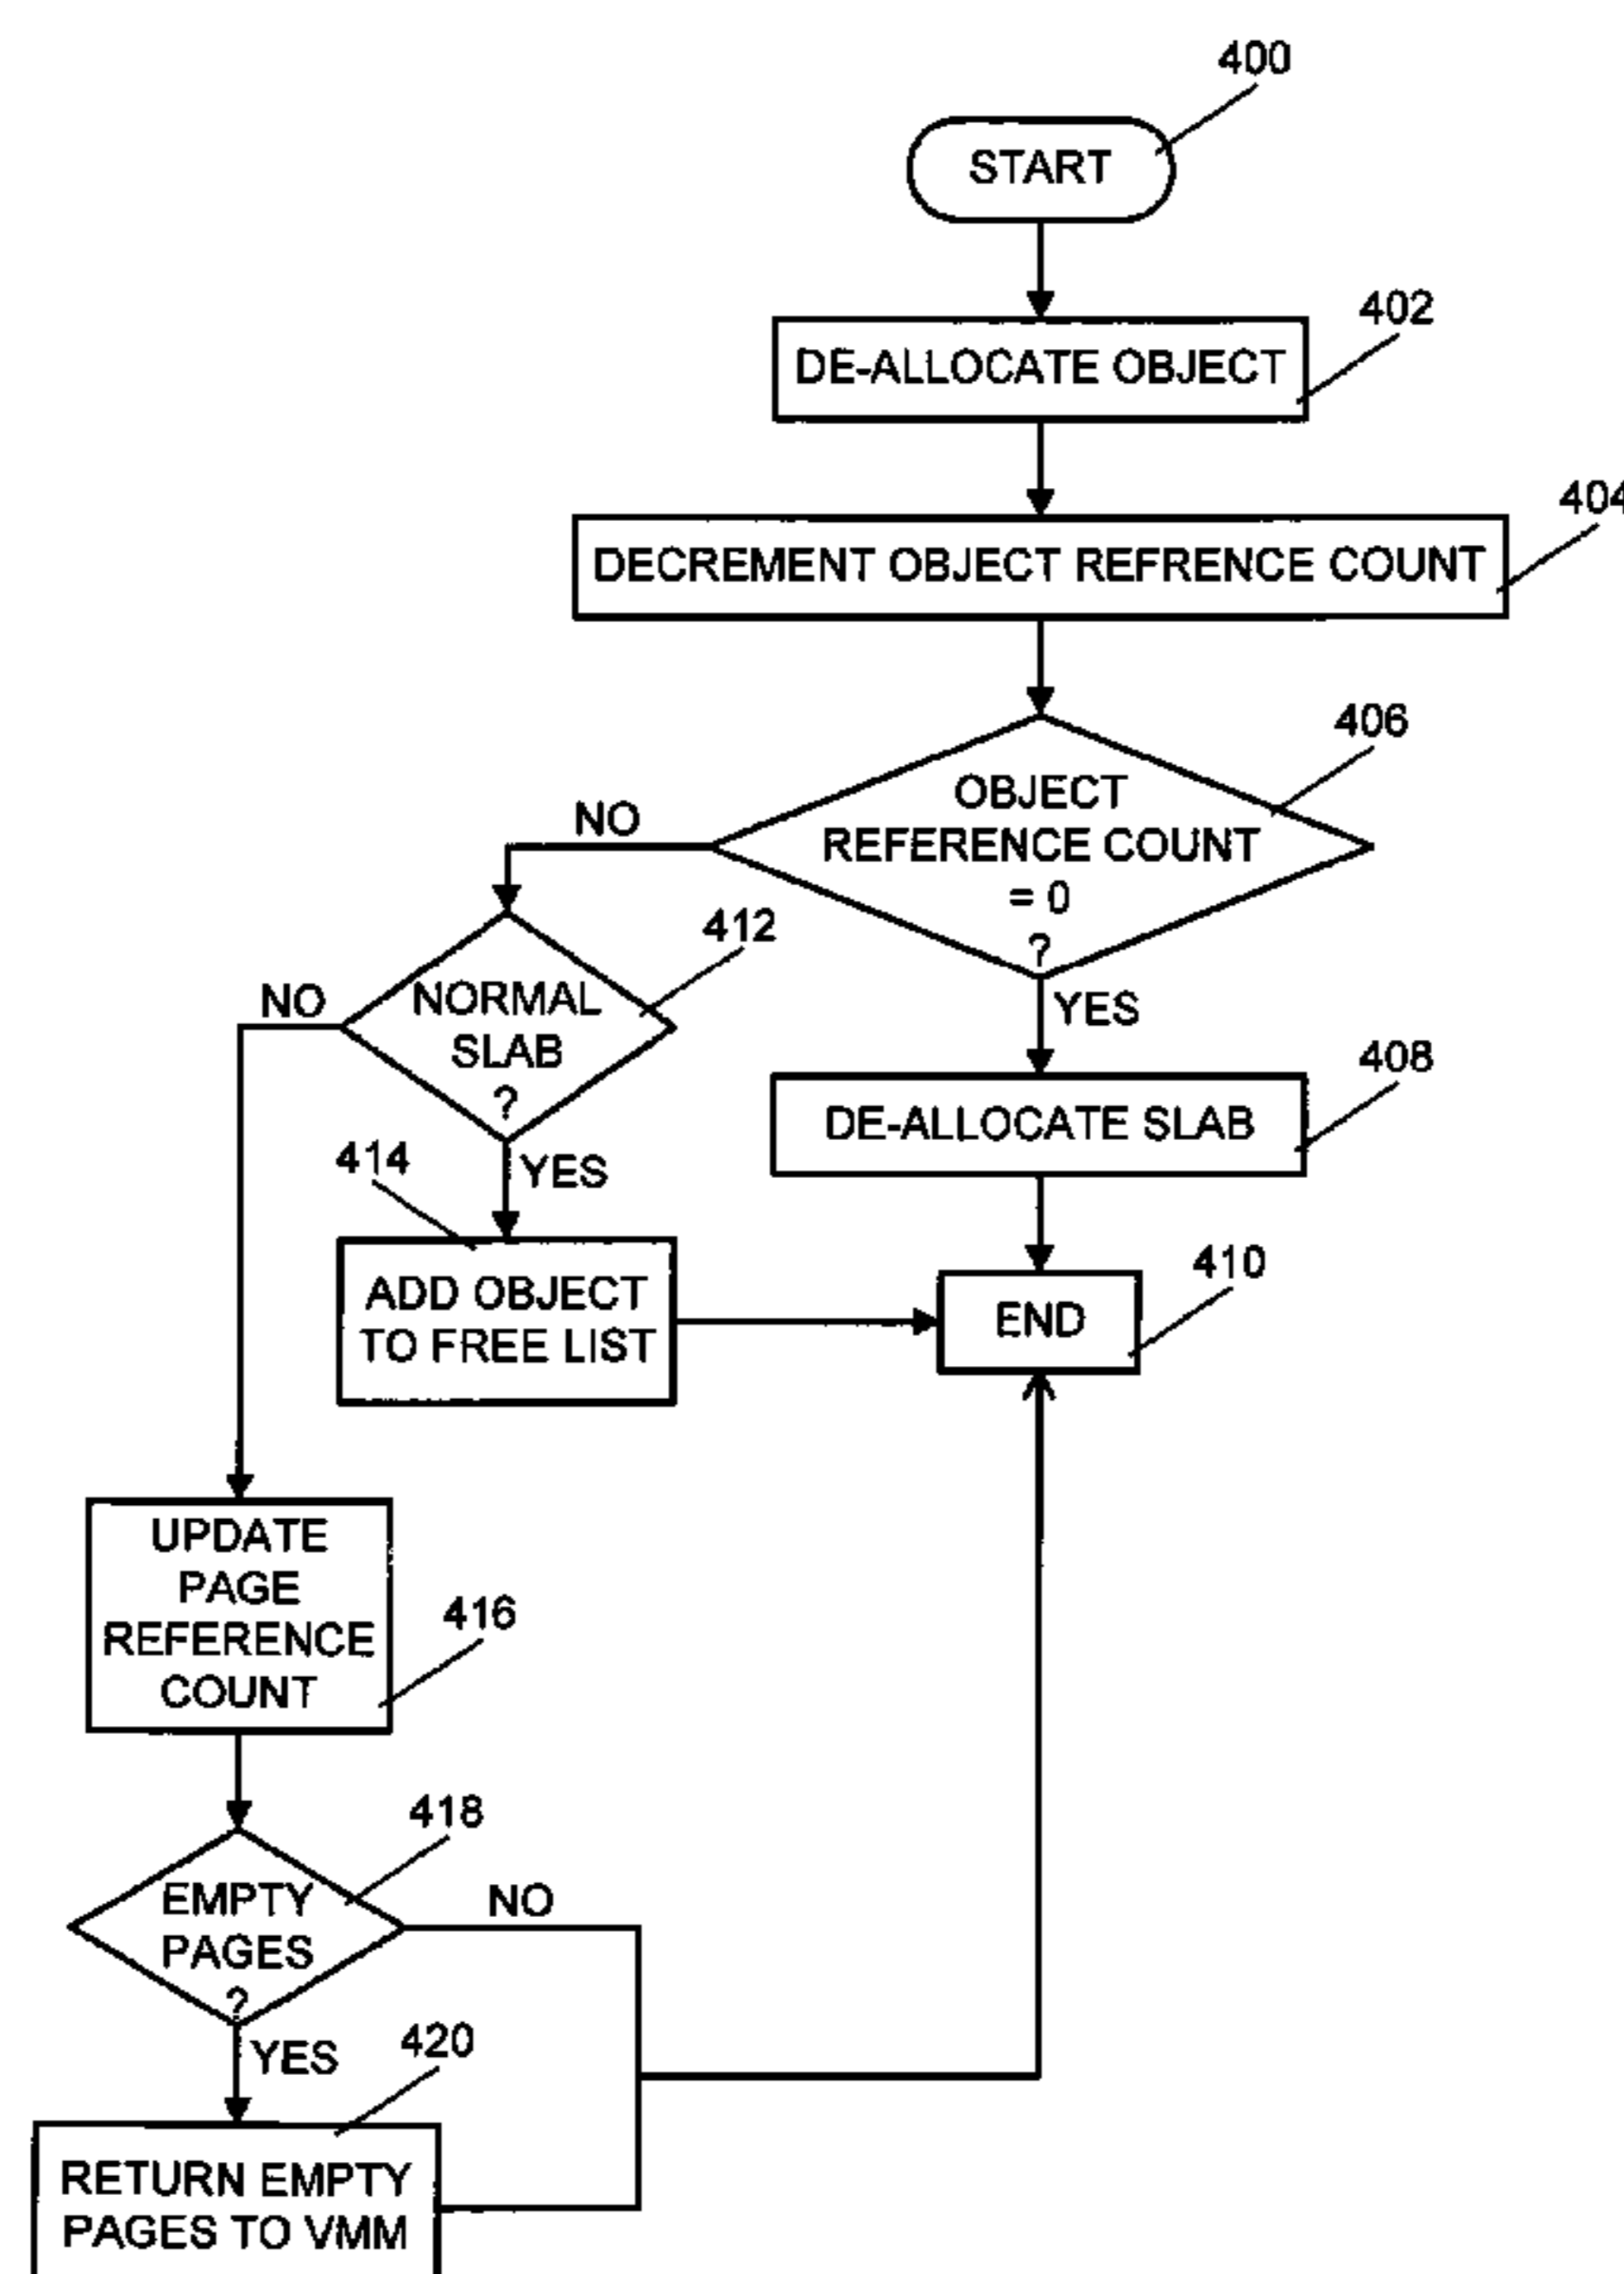 400
START
402
DE-ALLOCATE OBJECT
404
DECREMENT OBJECT REFRENCE COUNT
406
OBJECT
REFERENCE COUNT
= 0
?
NO
YES
412
NORMAL
SLAB
?
NO
YES
408
DE-ALLOCATE SLAB
414
ADD OBJECT
TO FREE LIST
410
END
UPDATE
PAGE
REFERENCE
COUNT
416
418
EMPTY
PAGES
?
NO
YES
420
RETURN EMPTY
PAGES TO VMM